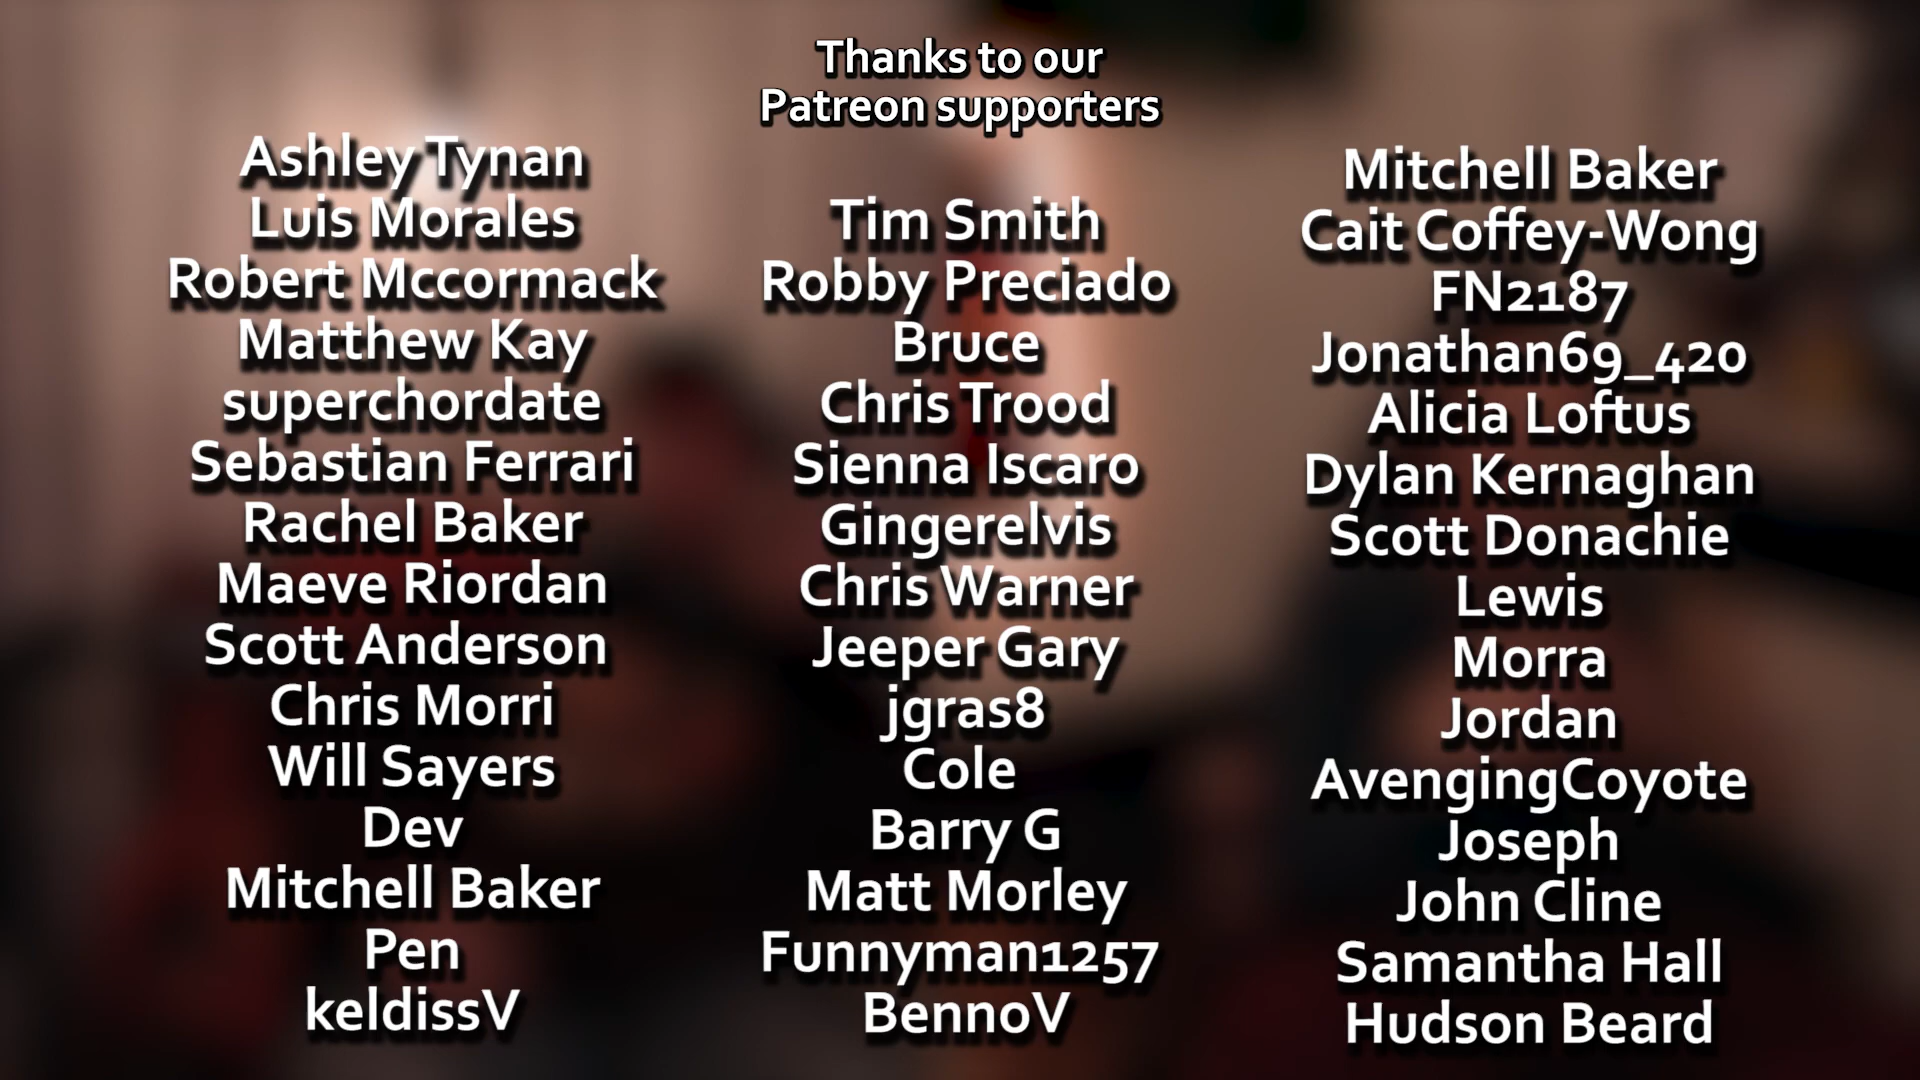 Thanks to our
Patreon supporters
Ashley Tynan
Luis Morales
Robert Mccormack
Matthew Kay
superchordate
Sebastian Ferrari
Rachel Baker
Maeve Riordan
Scott Anderson
Chris Morri
Will Sayers
Dev
Mitchell Baker
Pen
keldissV
Tim Smith
Robby Preciado
Bruce
Chris Trood
Sienna Iscaro
Gingerelvis
Chris Warner
Jeeper Gary
jgras8
Cole
Barry G
Matt Morley
Funnyman1257
BennoV
Mitchell Baker
Cait Coffey-Wong
FN2187
Jonathan69_420
Alicia Loftus
Dylan Kernaghan
Scott Donachie
Lewis
Morra
Jordan
AvengingCoyote
Joseph
John Cline
Samantha Hall
Hudson Beard